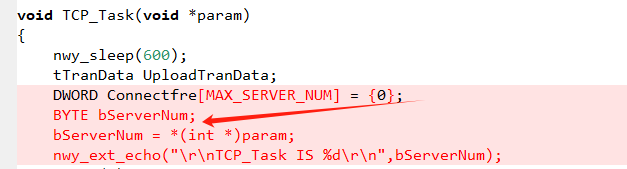 void TCP_Task(void *param)
{
nwy_sleep(600);
tTranData UploadTranData;
DWORD Connectfre[MAX_SERVER_NUM] = {0};
BYTE bServerNum;
bServerNum = *(int *)param;
nwy_ext_echo("\r\nTCP_Task IS %d\r\n",bServerNum);